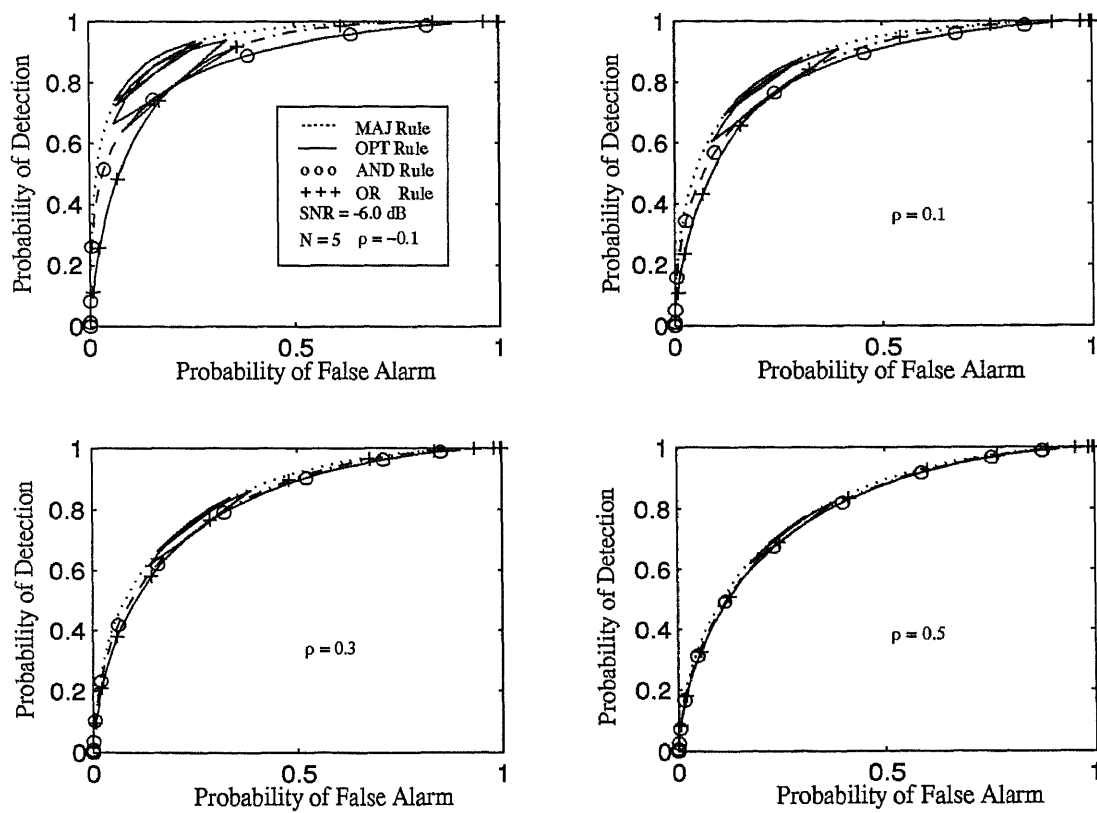 1
0.8
0.6
0.4
0.2
0
0
0.5
1
Probability of Detection
Probability of False Alarm
MAJ Rule
OPT Rule
AND Rule
OR Rule
SNR = -6.0 dB
N = 5 ρ = -0.1
1
0.8
0.6
0.4
0.2
0
0
0.5
1
Probability of Detection
Probability of False Alarm
ρ = 0.1
1
0.8
0.6
0.4
0.2
0
0
0.5
1
Probability of Detection
Probability of False Alarm
ρ = 0.3
1
0.8
0.6
0.4
0.2
0
0
0.5
1
Probability of Detection
Probability of False Alarm
ρ = 0.5